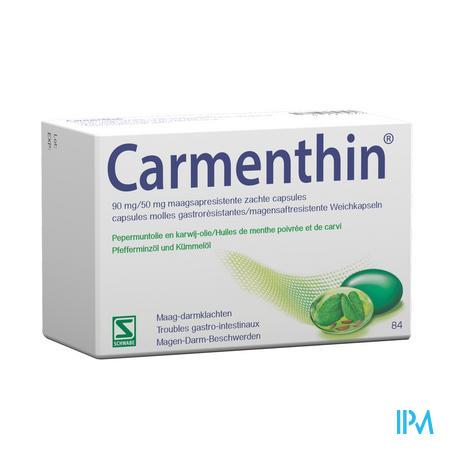 Lot:
Exp:
Carmenthin®
90 mg/50 mg maagsapresistente zachte capsules
capsules molles gastrorésistantes/magensaftresistente Weichkapseln
Pepermuntolie en karwij-olie/Huiles de menthe poivrée et de carvi
Pfefferminzöl und Kümmelöl
Maag-darmklachten
Troubles gastro-intestinaux
Magen-Darm-Beschwerden
84
SCHWABE
IPM